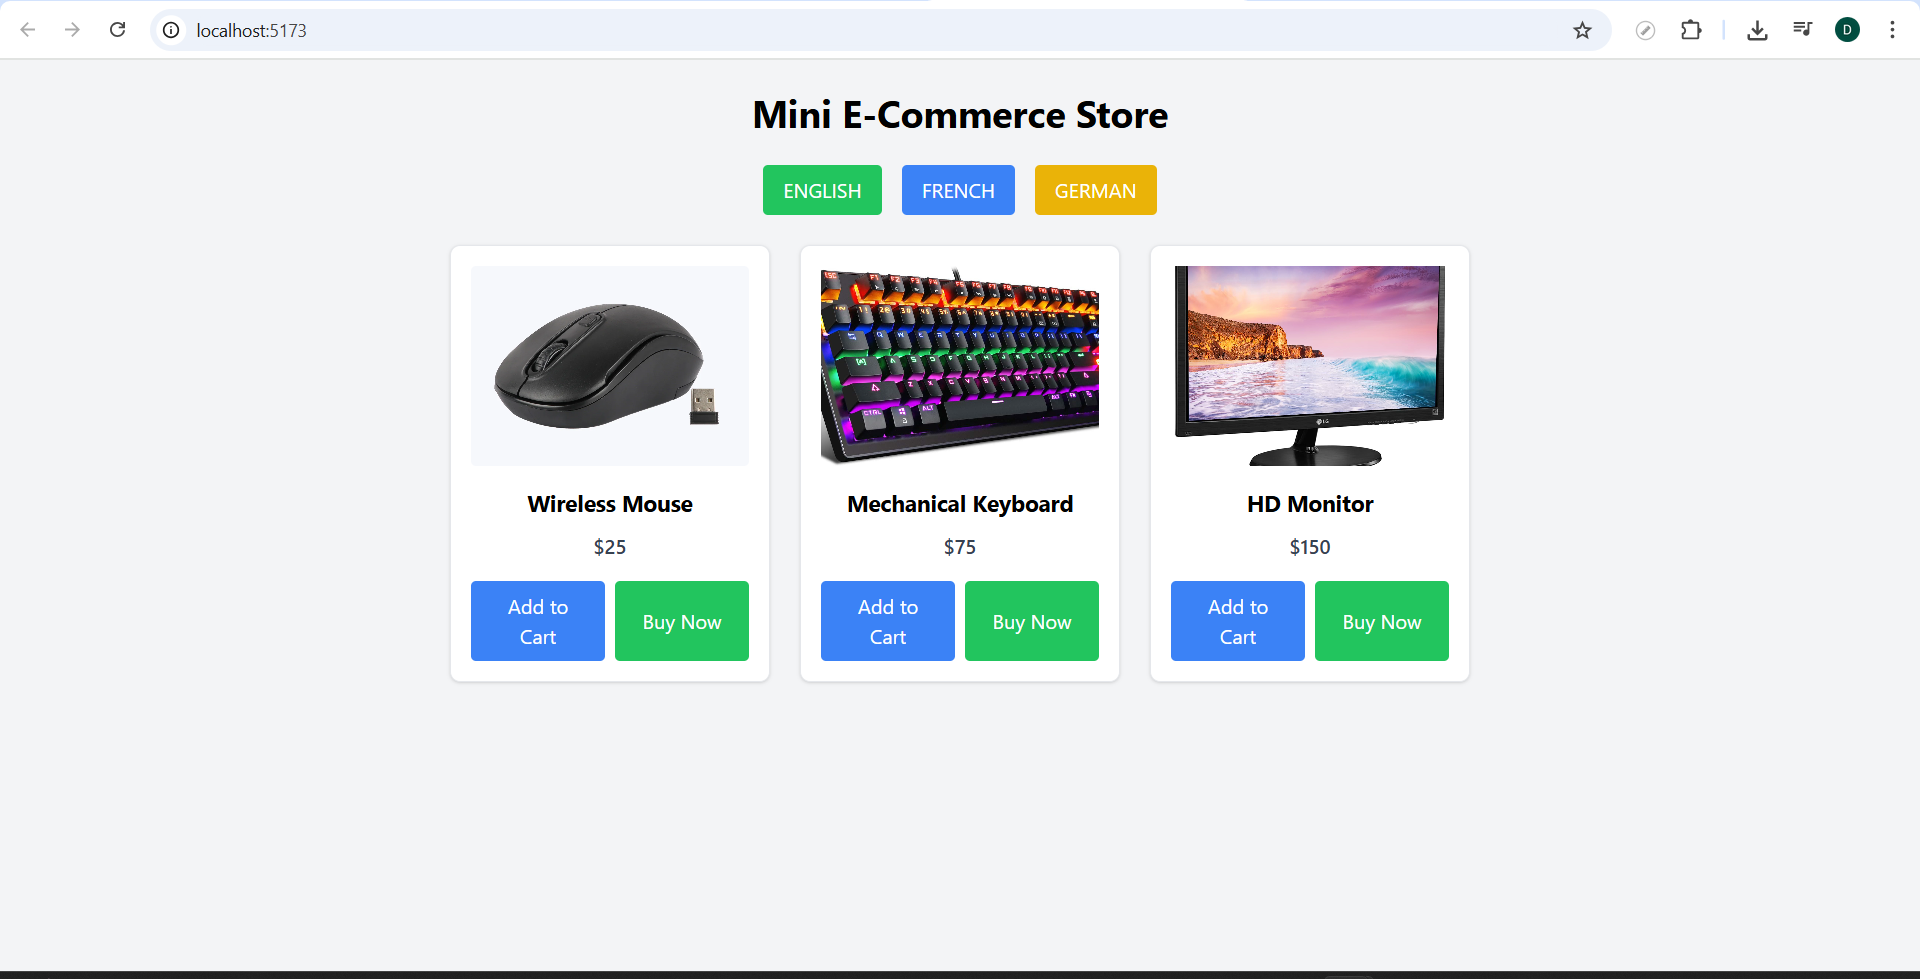 localhost:5173
D
Mini E-Commerce Store
ENGLISH
FRENCH
GERMAN
LG
Wireless Mouse
$25
Add to
Cart
Buy Now
Mechanical Keyboard
$75
Add to
Cart
Buy Now
HD Monitor
$150
Add to
Cart
Buy Now